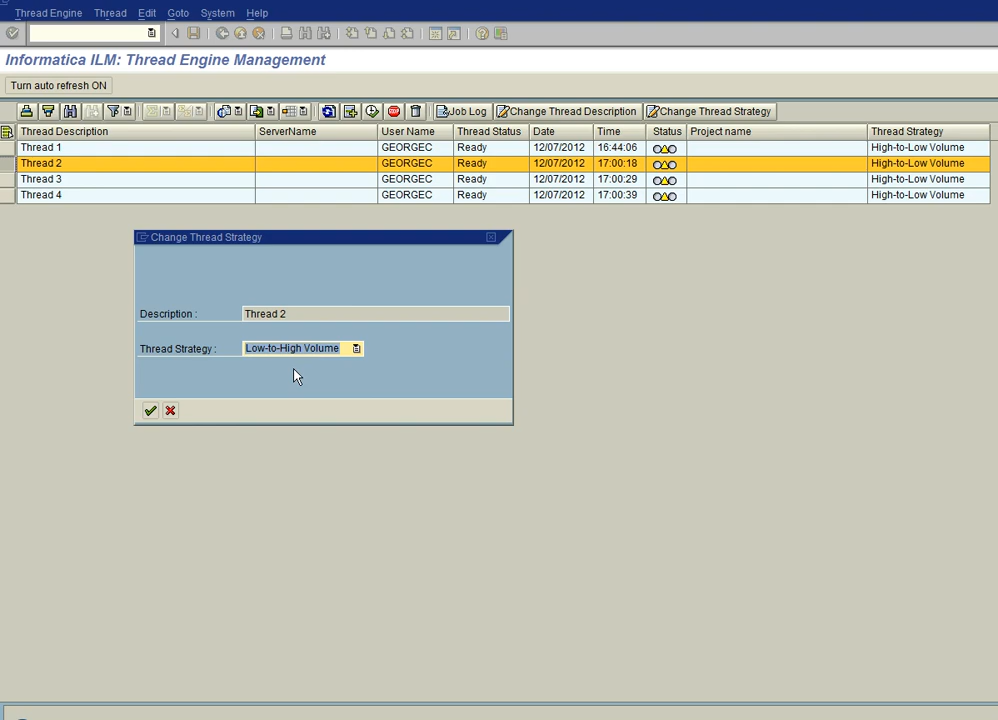 Thread Engine Thread Edit Goto System Help
Informatica ILM: Thread Engine Management
Turn auto refresh ON
Job Log Change Thread Description Change Thread Strategy
Thread Description ServerName User Name Thread Status Date Time Status Project name Thread Strategy
Thread 1 GEORGEC Ready 12/07/2012 16:44:06 High-to-Low Volume
Thread 2 GEORGEC Ready 12/07/2012 17:00:18 High-to-Low Volume
Thread 3 GEORGEC Ready 12/07/2012 17:00:29 High-to-Low Volume
Thread 4 GEORGEC Ready 12/07/2012 17:00:39 High-to-Low Volume
Change Thread Strategy
Description : Thread 2
Thread Strategy : Low-to-High Volume